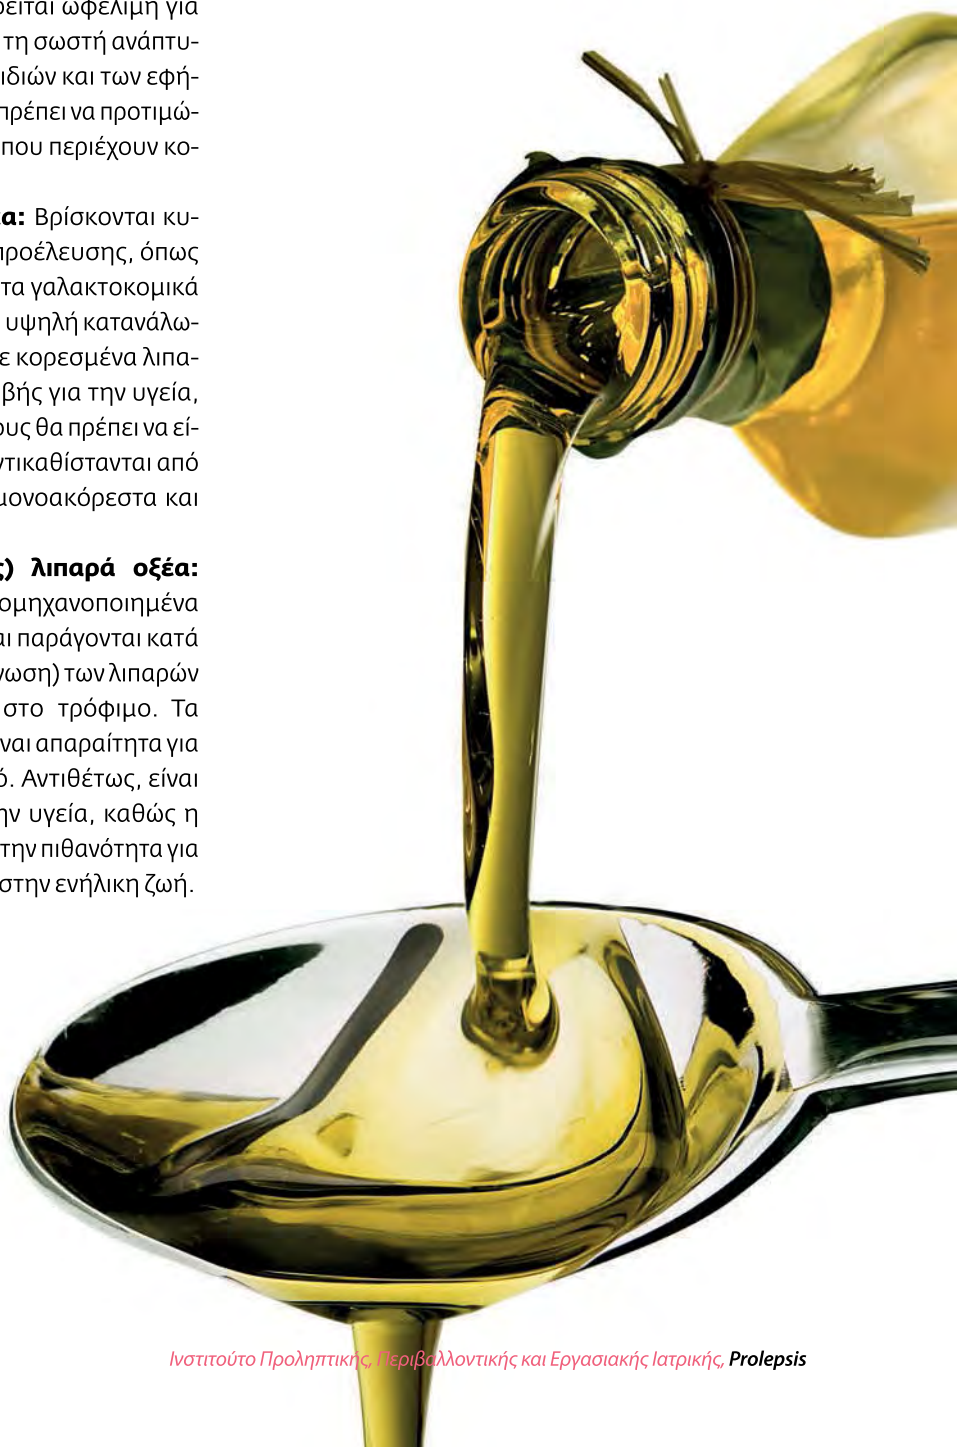 ρείται ωφέλιμη για
τη σωστή ανάπτυ-
ιδιών και των εφή-
πρέπει να προτιμώ-
που περιέχουν κο-
α: Βρίσκονται κυ-
προέλευσης, όπως
τα γαλακτοκομικά
υψηλή κατανάλω-
ε κορεσμένα λιπα-
βής για την υγεία,
ους θα πρέπει να εί-
ντικαθίστανται από
μονοακόρεστα και
ς) λιπαρά οξέα:
ομηχανοποιημένα
αι παράγονται κατά
νωση) των λιπαρών
στο τρόφιμο. Τα
ναι απαραίτητα για
ό. Αντιθέτως, είναι
ην υγεία, καθώς η
την πιθανότητα για
στην ενήλικη ζωή.
Ινστιτούτο Προληπτικής, Περιβαλλοντικής και Εργασιακής Ιατρικής, Prolepsis